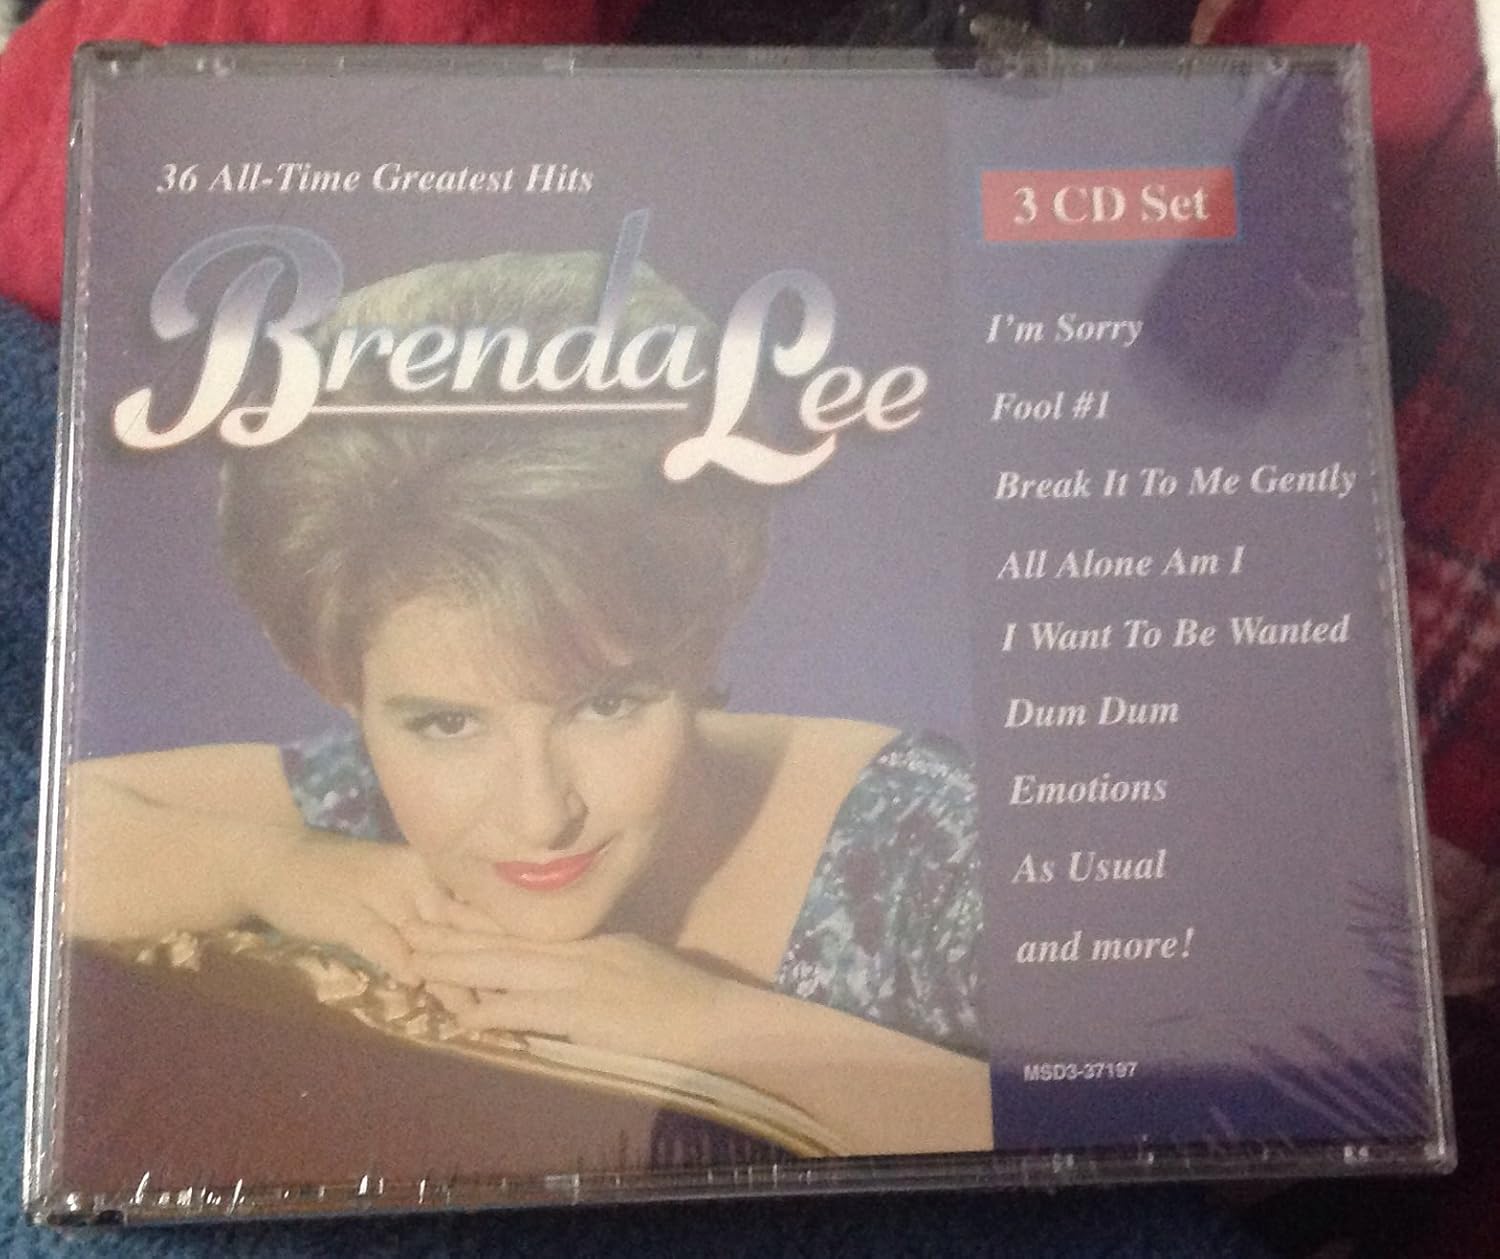 36 All-Time Greatest Hits
Brenda Lee
3 CD Set
I'm Sorry
Fool #1
Break It To Me Gently
All Alone Am I
I Want To Be Wanted
Dum Dum
Emotions
As Usual
and more!
MSD3-37197